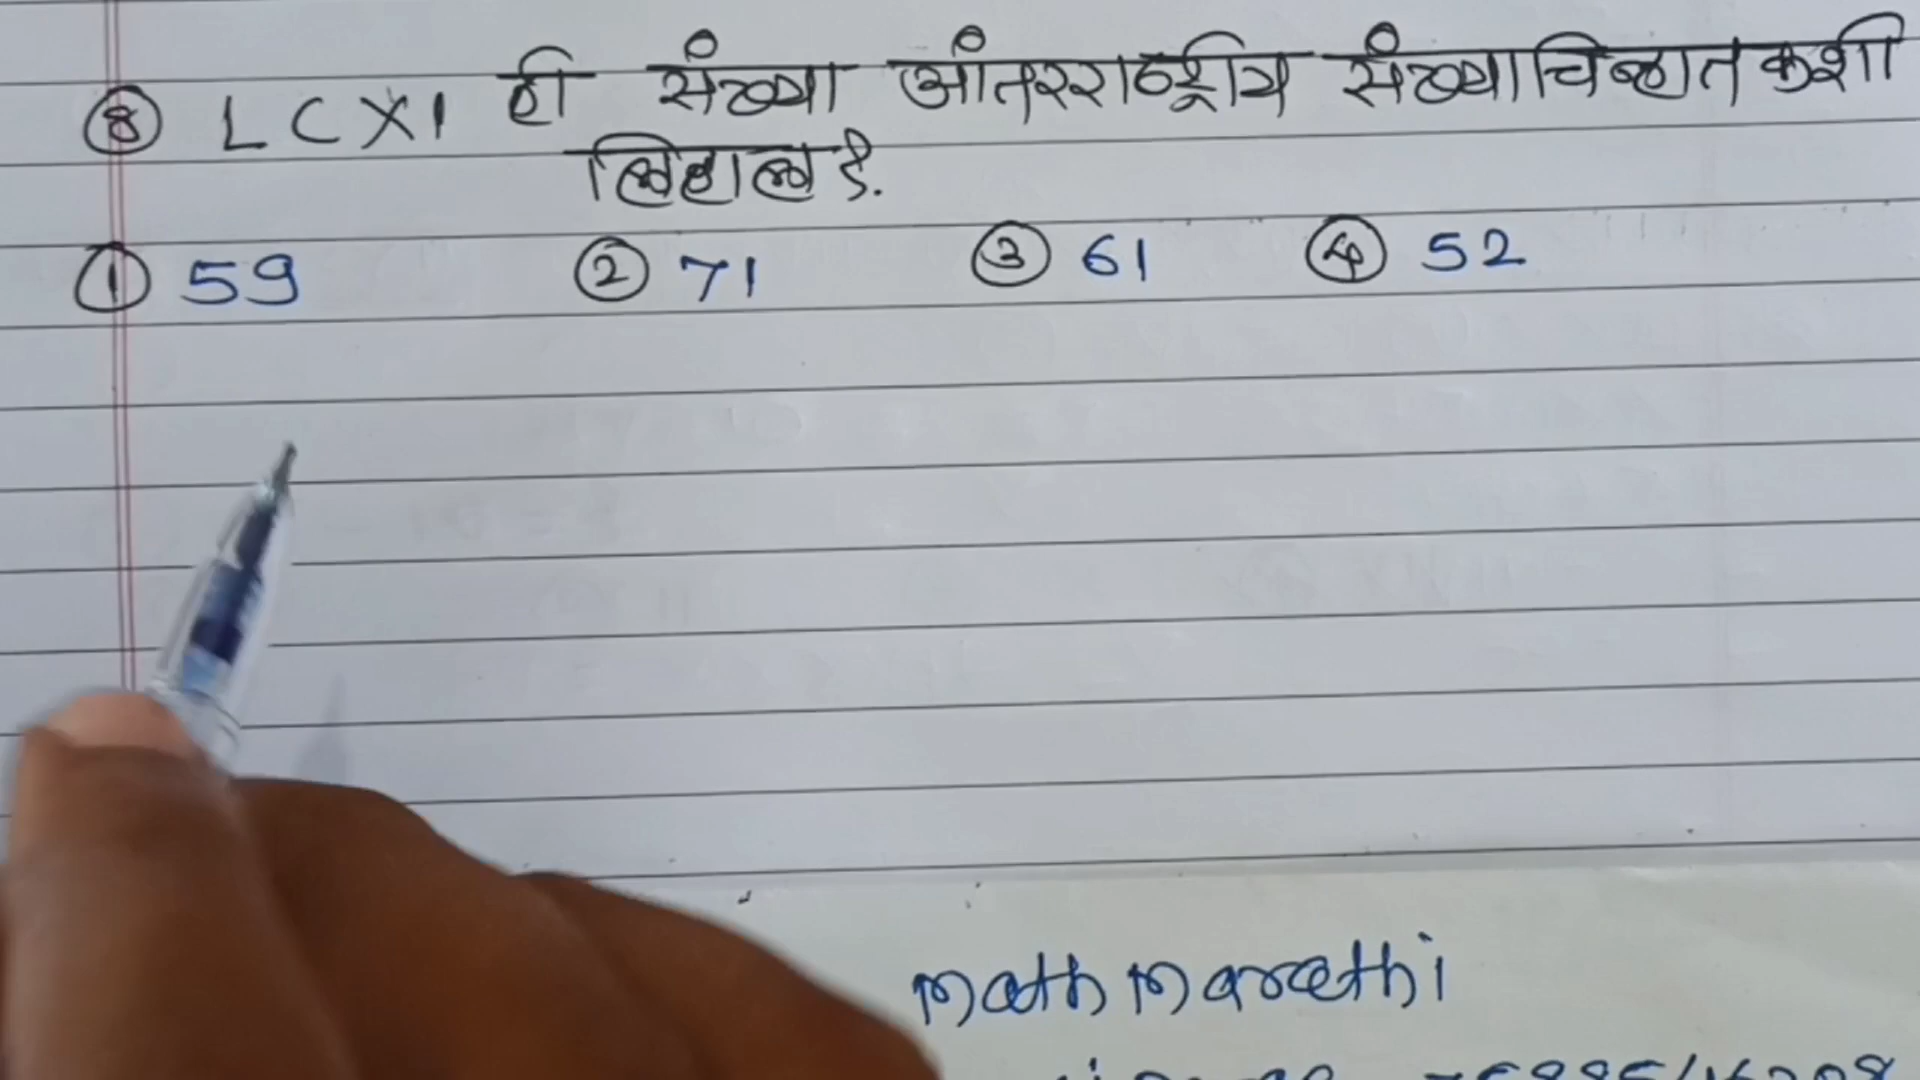 8 LCXI ही संख्या आंतरराष्ट्रीय संख्याचिन्हात कशी
लिहाल ?.
1 59 2 71 3 61 4 52
math marathi